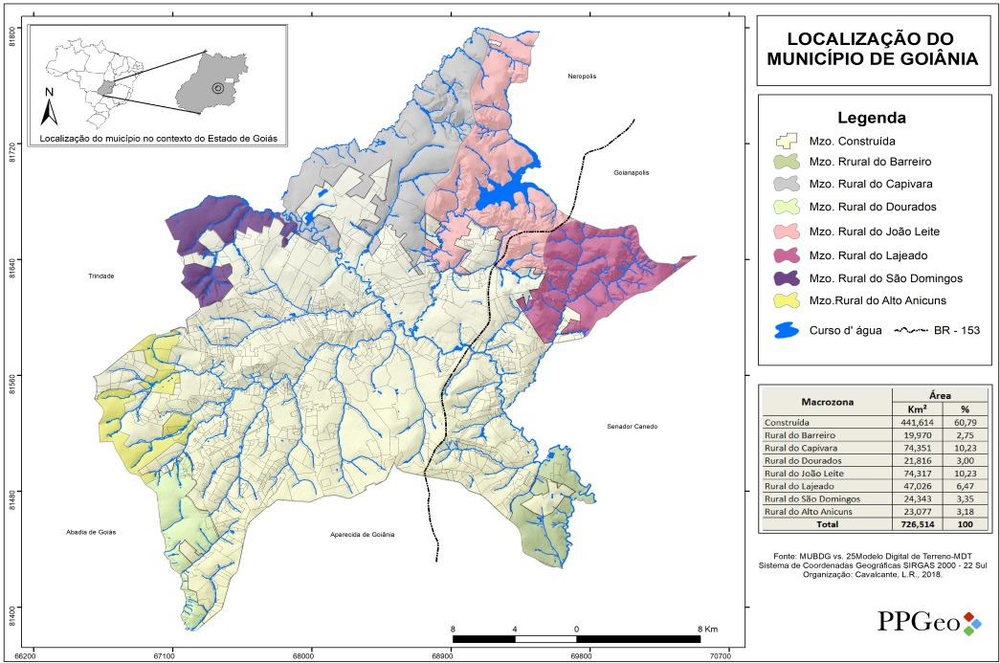 LOCALIZAÇÃO DO
MUNICÍPIO DE GOIÂNIA
N
Localização do muicípio no contexto do Estado de Goiás
81800
81720
81640
81560
81480
81400
66200
67100
68000
68900
69800
70700
Neropolis
Goianapolis
Trindade
Senador Canedo
Abadia de Goiás
Aparecida de Goiânia
8 4 0 8 Km
Legenda
Mzo. Construída
Mzo. Rrural do Barreiro
Mzo. Rural do Capivara
Mzo. Rural do Dourados
Mzo. Rural do João Leite
Mzo. Rural do Lajeado
Mzo. Rural do São Domingos
Mzo.Rural do Alto Anicuns
Curso d' água BR - 153
Macrozona Área
Km² %
Construída 441,614 60,79
Rural do Barreiro 19,970 2,75
Rural do Capivara 74,351 10,23
Rural do Dourados 21,816 3,00
Rural do João Leite 74,317 10,23
Rural do Lajeado 47,026 6,47
Rural do São Domingos 24,343 3,35
Rural do Alto Anicuns 23,077 3,18
Total 726,514 100
Fonte: MUBDG vs. 25Modelo Digital de Terreno-MDT
Sistema de Coordenadas Geográficas SIRGAS 2000 - 22 Sul
Organização: Cavalcante, L.R., 2018.
PPGeo